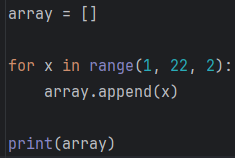 array = []
for x in range(1, 22, 2):
    array.append(x)
print(array)